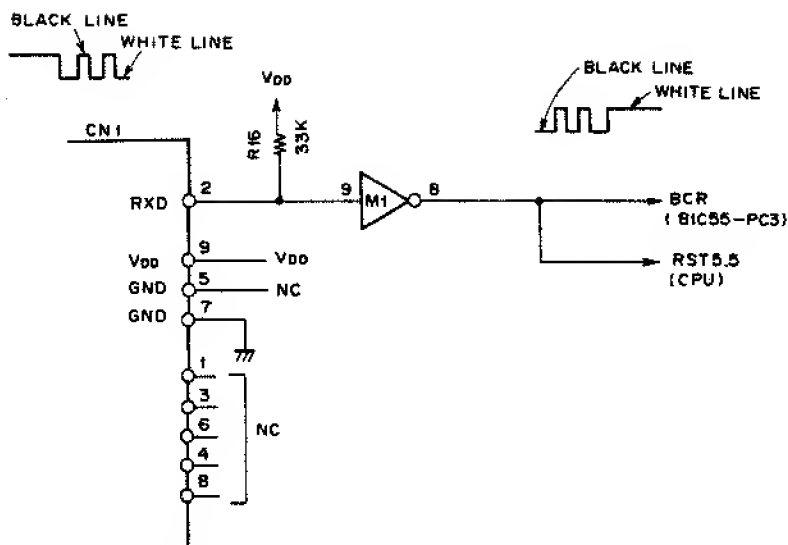 BLACK LINE
WHITE LINE
CN1
VDD
R16
33K
BLACK LINE
WHITE LINE
RXD
2
9
M1
8
BCR
(81C55-PC3)
RST5.5
(CPU)
VDD
9
VDD
GND
5
NC
GND
7
1
3
6
4
8
NC